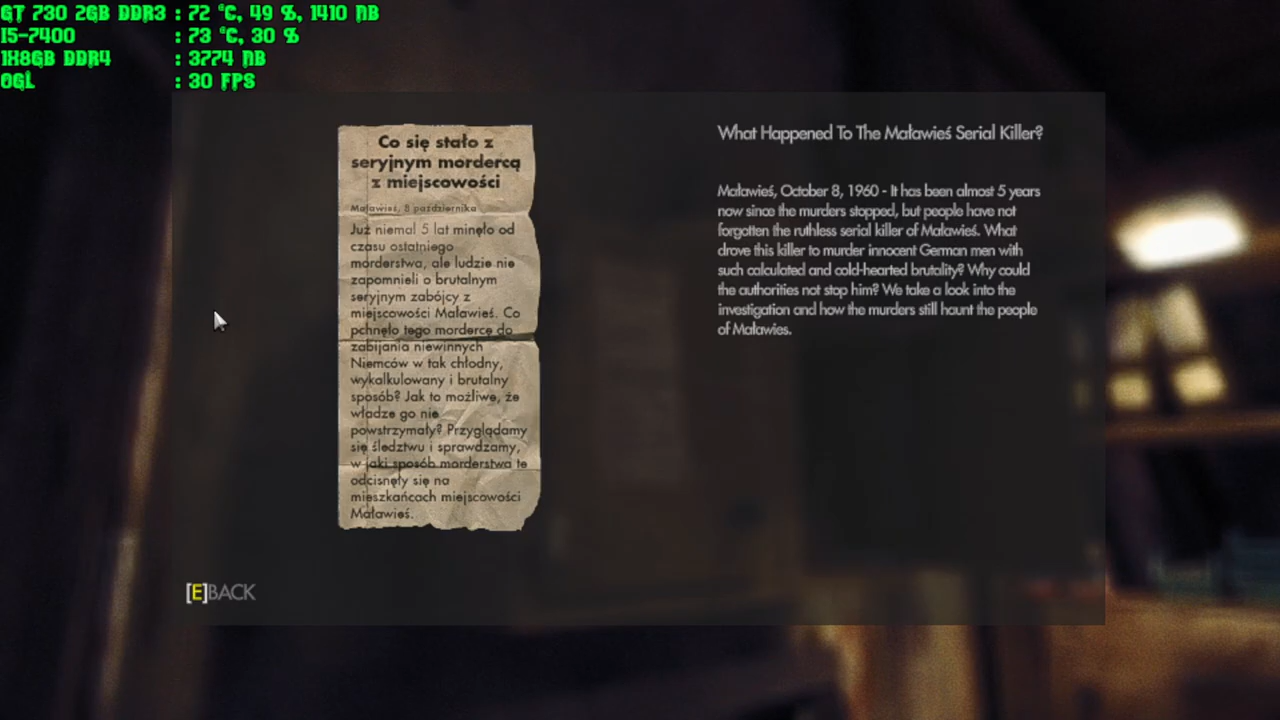 GT 730 2GB DDR3 : 72 °C, 49 %, 1410 MB
I5-7400 : 73 °C, 30 %
1X8GB DDR4 : 3774 MB
OGL : 30 FPS
Co się stało z
seryjnym mordercą
z miejscowości
Maławieś, 8 października
Już niemal 5 lat minęło od
czasu ostatniego
morderstwa, ale ludzie nie
zapomnieli o brutalnym
seryjnym zabójcy z
miejscowości Maławieś. Co
pchnęło tego mordercę do
zabijania niewinnych
Niemców w tak chłodny,
wykalkulowany i brutalny
sposób? Jak to możliwe, że
władze go nie
powstrzymały? Przyglądamy
się śledztwu i sprawdzamy,
w jaki sposób morderstwa te
odcisnęły się na
mieszkańcach miejscowości
Maławieś.
What Happened To The Maławieś Serial Killer?
Maławieś, October 8, 1960 - It has been almost 5 years
now since the murders stopped, but people have not
forgotten the ruthless serial killer of Maławieś. What
drove this killer to murder innocent German men with
such calculated and cold-hearted brutality? Why could
the authorities not stop him? We take a look into the
investigation and how the murders still haunt the people
of Maławies.
[E]BACK